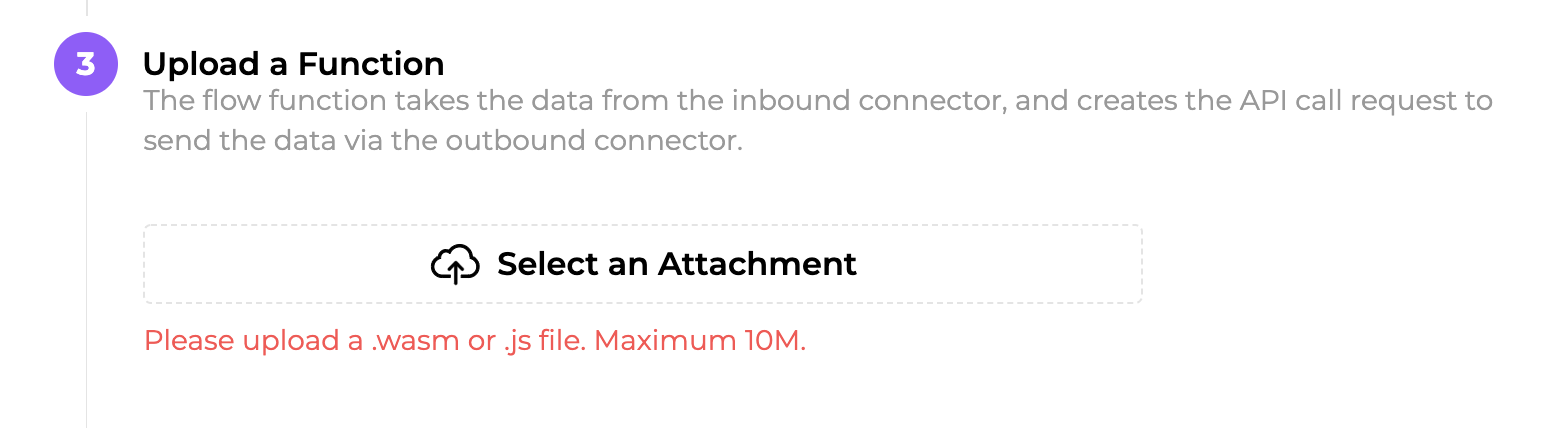 3
Upload a Function
The flow function takes the data from the inbound connector, and creates the API call request to
send the data via the outbound connector.
Select an Attachment
Please upload a .wasm or .js file. Maximum 10M.